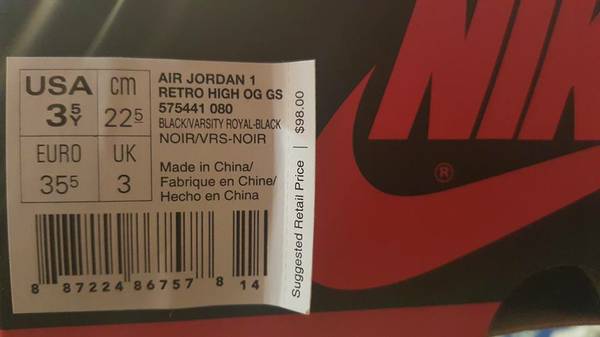 USA
3 5Y
cm
22 5
EURO
35 5
UK
3
AIR JORDAN 1
RETRO HIGH OG GS
575441 080
BLACK/VARSITY ROYAL-BLACK
NOIR/VRS-NOIR
Made in China/
Fabrique en Chine/
Hecho en China
8 87224 86757 8 14
Suggested Retail Price | $98.00
NIK
®